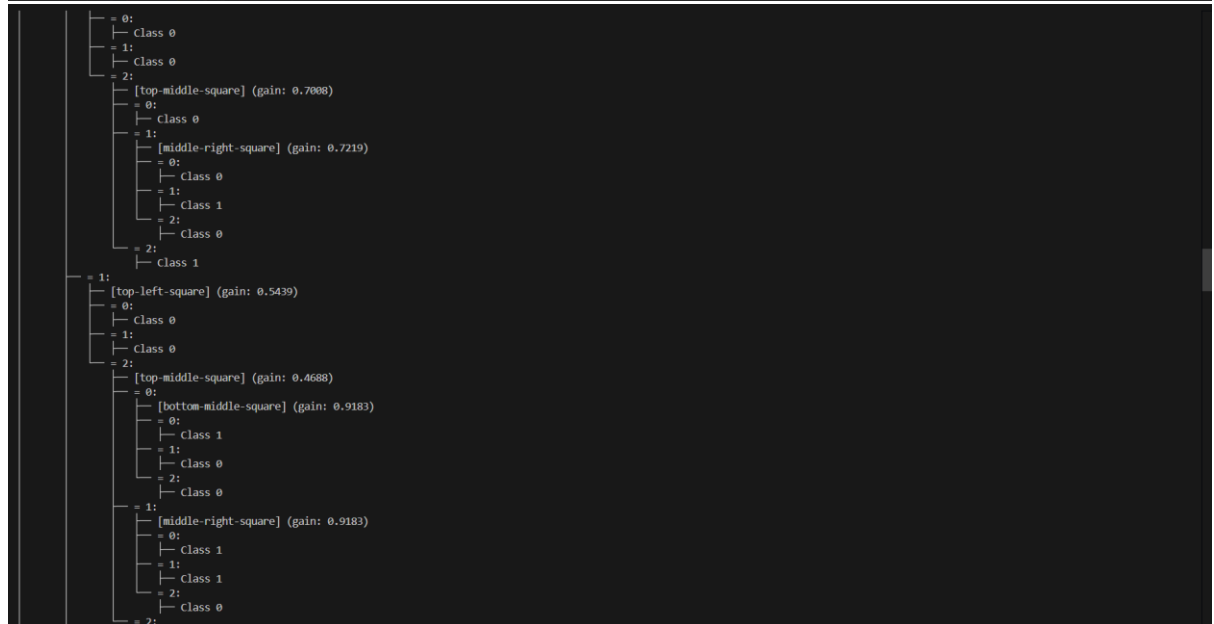 = 0:
Class 0
= 1:
Class 0
= 2:
[top-middle-square] (gain: 0.7008)
= 0:
Class 0
= 1:
[middle-right-square] (gain: 0.7219)
= 0:
Class 0
= 1:
Class 1
= 2:
Class 0
= 2:
Class 1
= 1:
[top-left-square] (gain: 0.5439)
= 0:
Class 0
= 1:
Class 0
= 2:
[top-middle-square] (gain: 0.4688)
= 0:
[bottom-middle-square] (gain: 0.9183)
= 0:
Class 1
= 1:
Class 0
= 2:
Class 0
= 1:
[middle-right-square] (gain: 0.9183)
= 0:
Class 1
= 1:
Class 1
= 2:
Class 0
= 2: